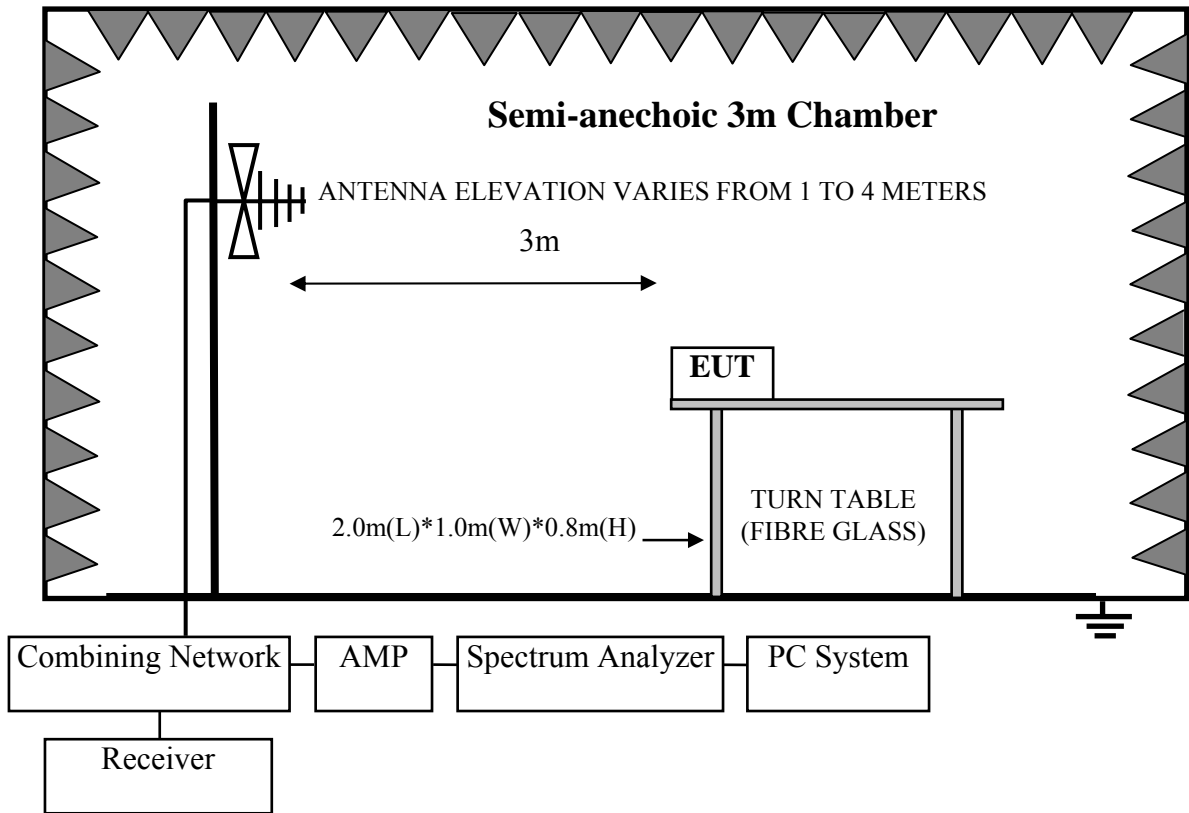 Semi-anechoic 3m Chamber
ANTENNA ELEVATION VARIES FROM 1 TO 4 METERS
3m
EUT
TURN TABLE
(FIBRE GLASS)
2.0m(L)*1.0m(W)*0.8m(H)
Combining Network
AMP
Spectrum Analyzer
PC System
Receiver